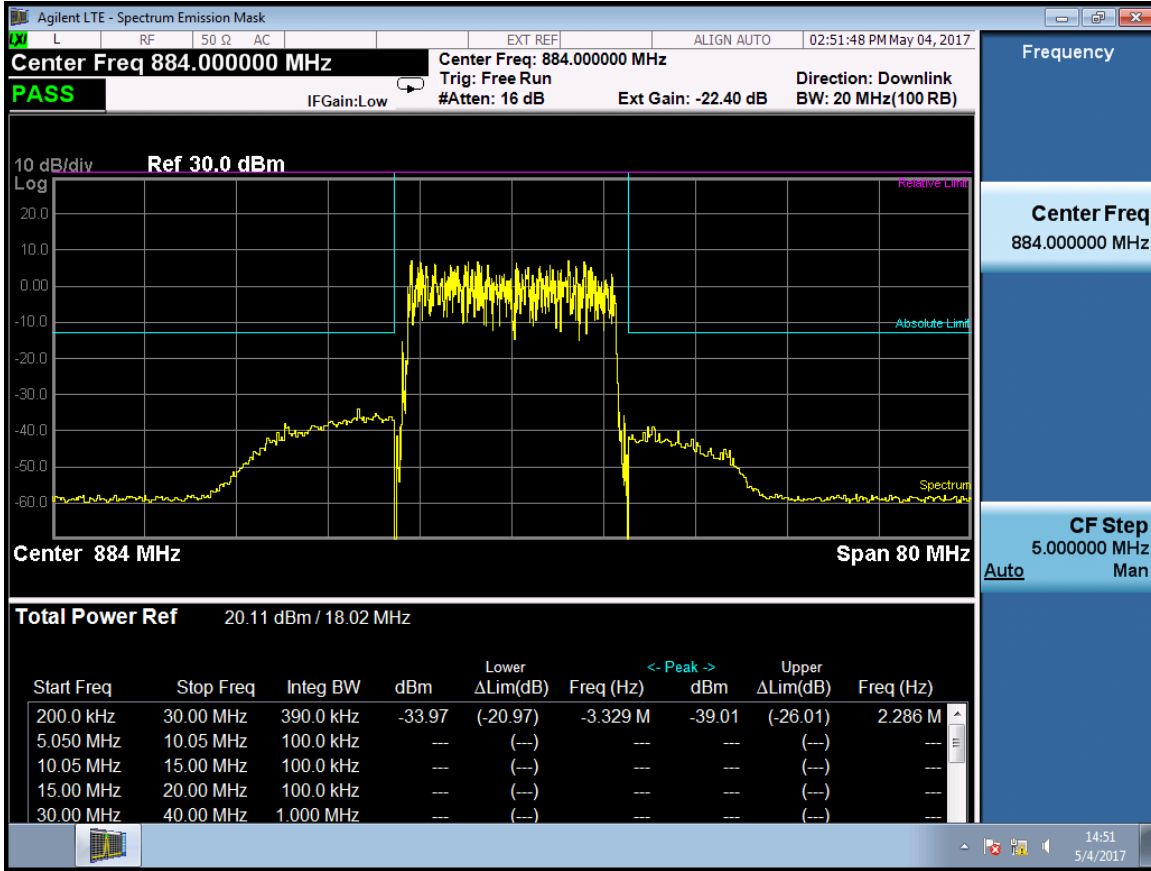 Agilent LTE - Spectrum Emission Mask
LXI L RF 50 Ω AC EXT REF ALIGN AUTO 02:51:48 PM May 04, 2017
Center Freq 884.000000 MHz
Center Freq: 884.000000 MHz
Trig: Free Run Direction: Downlink
PASS IFGain:Low #Atten: 16 dB Ext Gain: -22.40 dB BW: 20 MHz(100 RB)
10 dB/div Ref 30.0 dBm
Log
Relative Limit
20.0
10.0
0.00
-10.0
Absolute Limit
-20.0
-30.0
-40.0
-50.0
Spectrum
-60.0
Center 884 MHz Span 80 MHz
Total Power Ref 20.11 dBm / 18.02 MHz
Lower <- Peak -> Upper
Start Freq Stop Freq Integ BW dBm ΔLim(dB) Freq (Hz) dBm ΔLim(dB) Freq (Hz)
200.0 kHz 30.00 MHz 390.0 kHz -33.97 (-20.97) -3.329 M -39.01 (-26.01) 2.286 M
5.050 MHz 10.05 MHz 100.0 kHz --- (---) --- --- (---) ---
10.05 MHz 15.00 MHz 100.0 kHz --- (---) --- --- (---) ---
15.00 MHz 20.00 MHz 100.0 kHz --- (---) --- --- (---) ---
30.00 MHz 40.00 MHz 1.000 MHz --- (---) --- --- (---) ---
Frequency
Center Freq
884.000000 MHz
CF Step
5.000000 MHz
Auto Man
14:51
5/4/2017